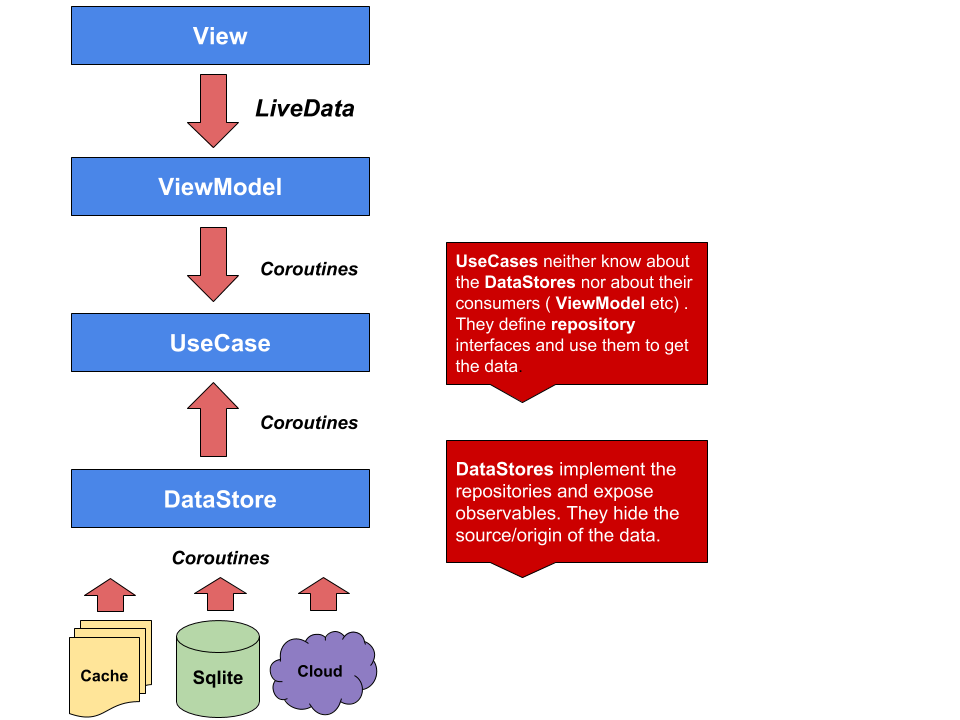 View
LiveData
ViewModel
Coroutines
UseCase
Coroutines
DataStore
Coroutines
Cache
Sqlite
Cloud
UseCases neither know about
the DataStores nor about their
consumers ( ViewModel etc) .
They define repository
interfaces and use them to get
the data.
DataStores implement the
repositories and expose
observables. They hide the
source/origin of the data.